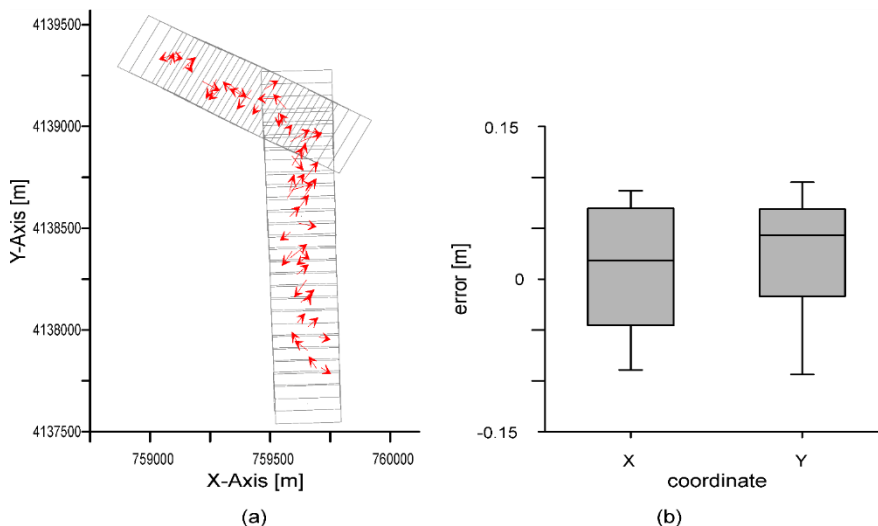 4139500
4139000
4138500
4138000
4137500
Y-Axis [m]
759000 759500 760000
X-Axis [m]
(a)
0.15
0
-0.15
error [m]
X Y
coordinate
(b)